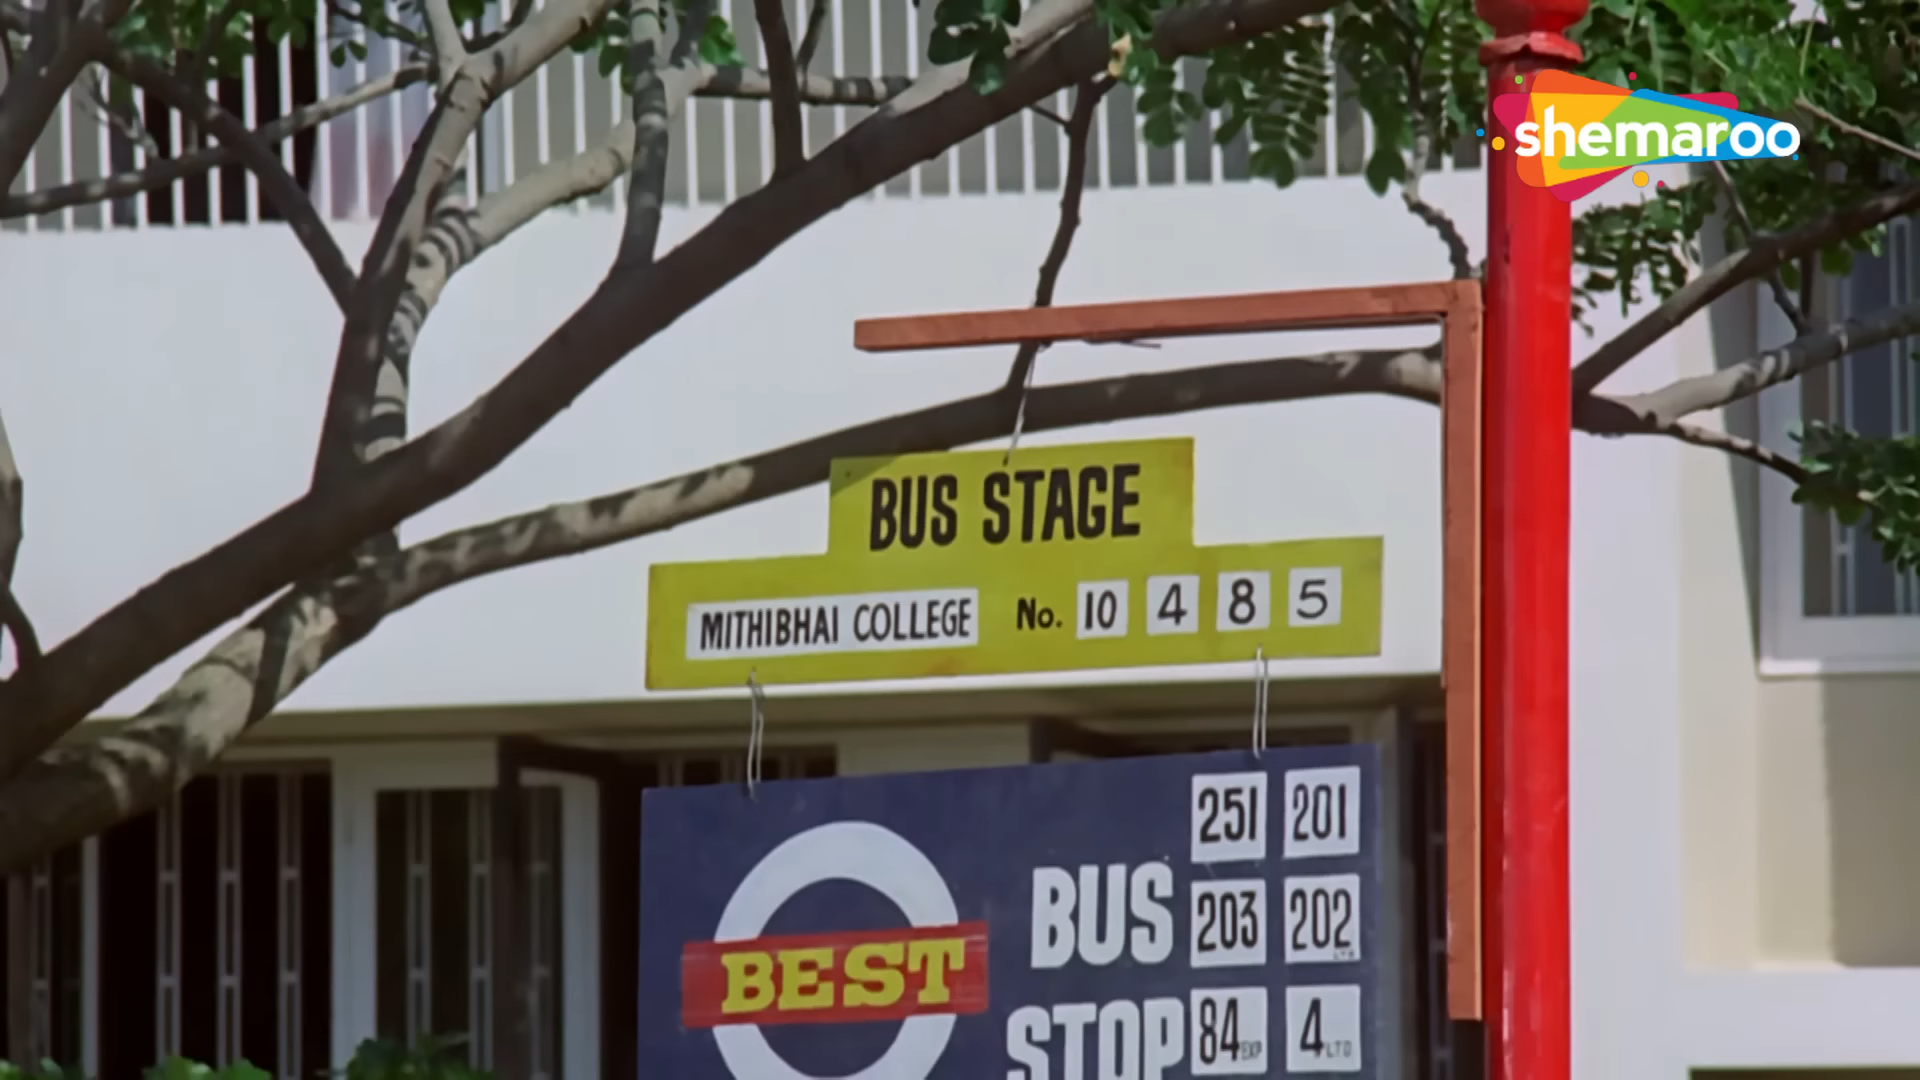 shemaroo
BUS STAGE
MITHIBHAI COLLEGE No. 10 4 8 5
251 201
BUS 203 202 LTD
BEST
STOP 84 EXP 4 LTD